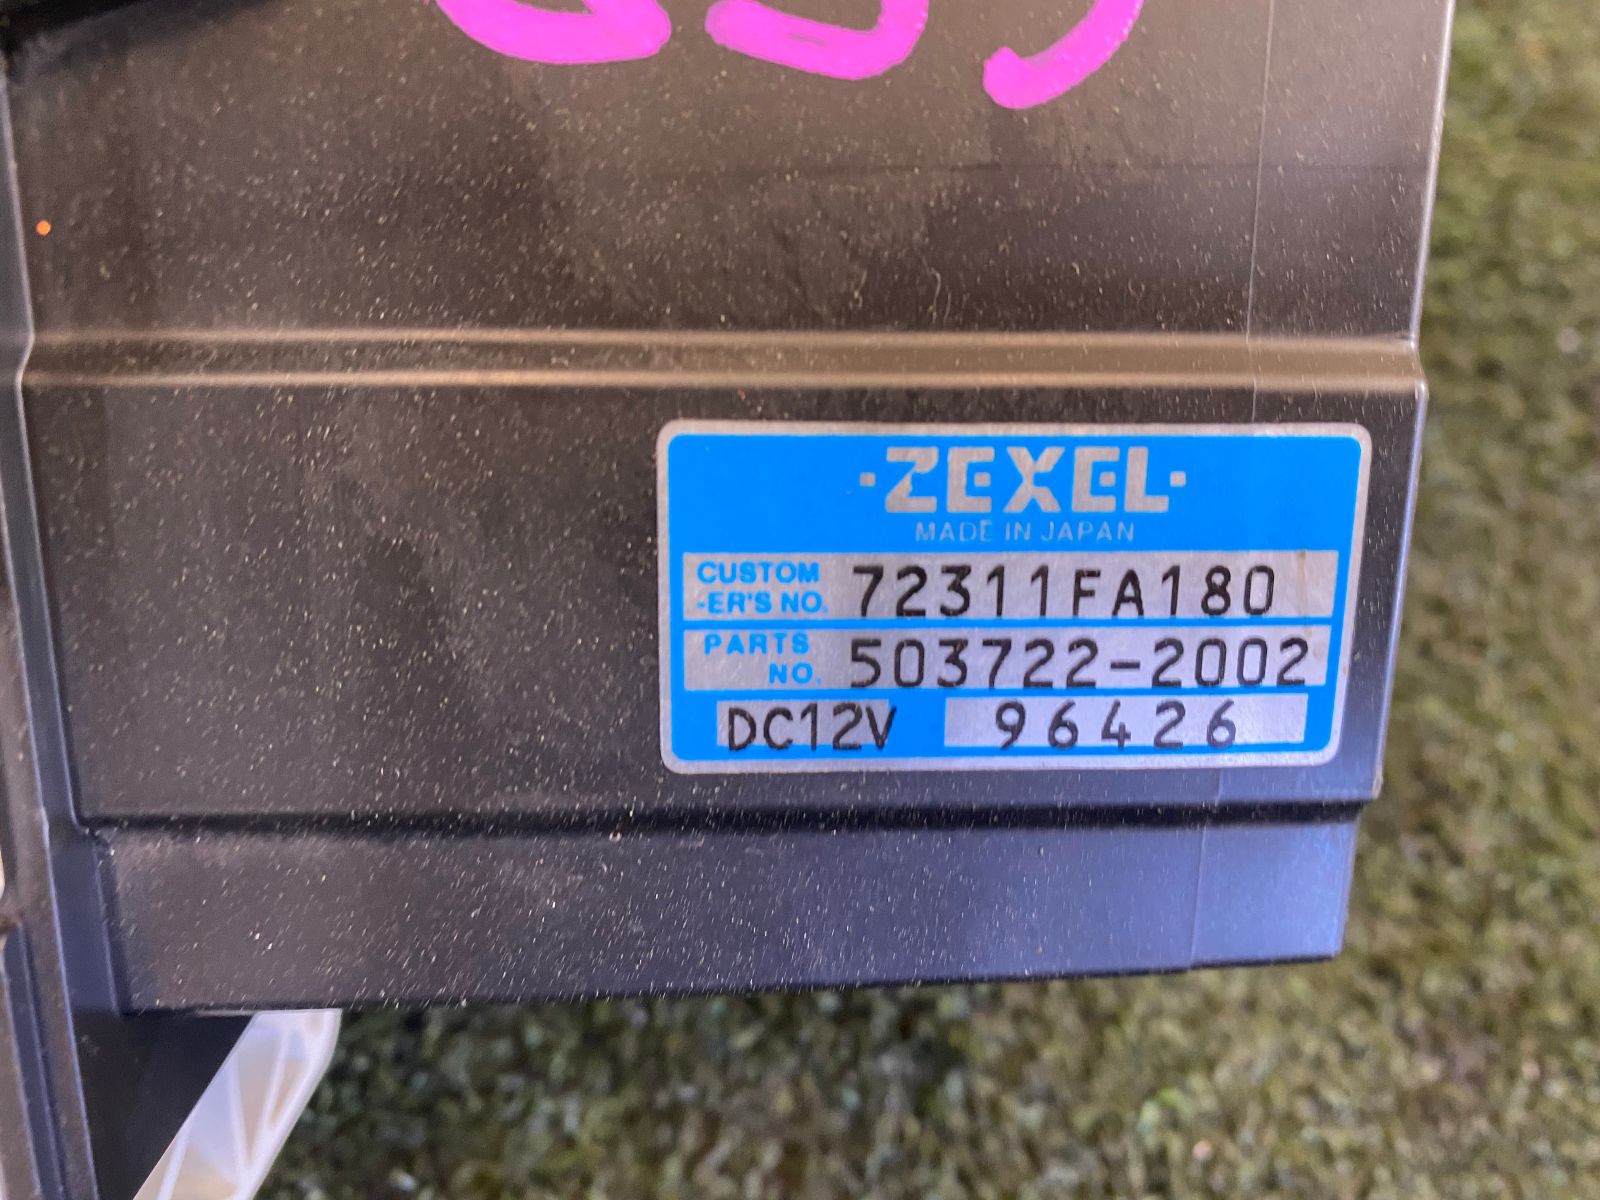 ·ZEXEL·
MADE IN JAPAN
CUSTOM
-ER'S NO. 72311FA180
PARTS
NO. 503722-2002
DC12V 96426